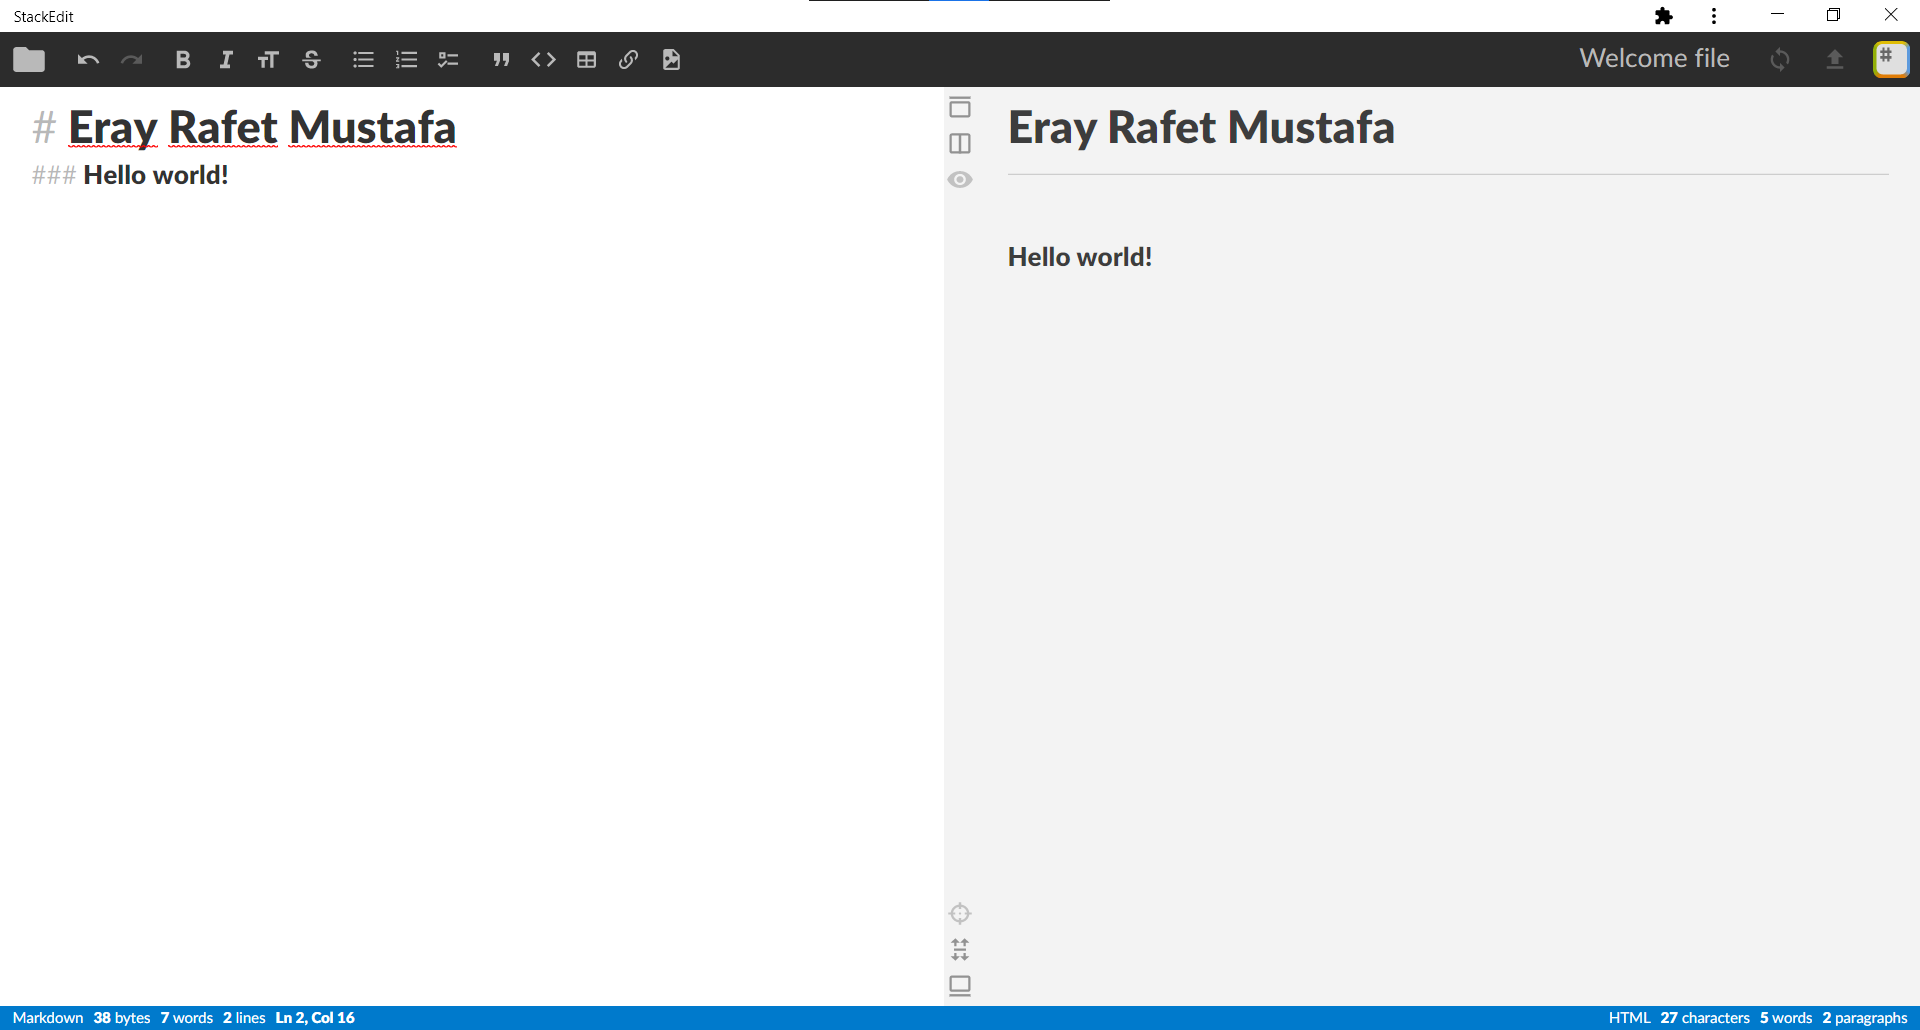 StackEdit
Welcome file
# Eray Rafet Mustafa
### Hello world!
Eray Rafet Mustafa
Hello world!
Markdown 38 bytes 7 words 2 lines Ln 2, Col 16
HTML 27 characters 5 words 2 paragraphs